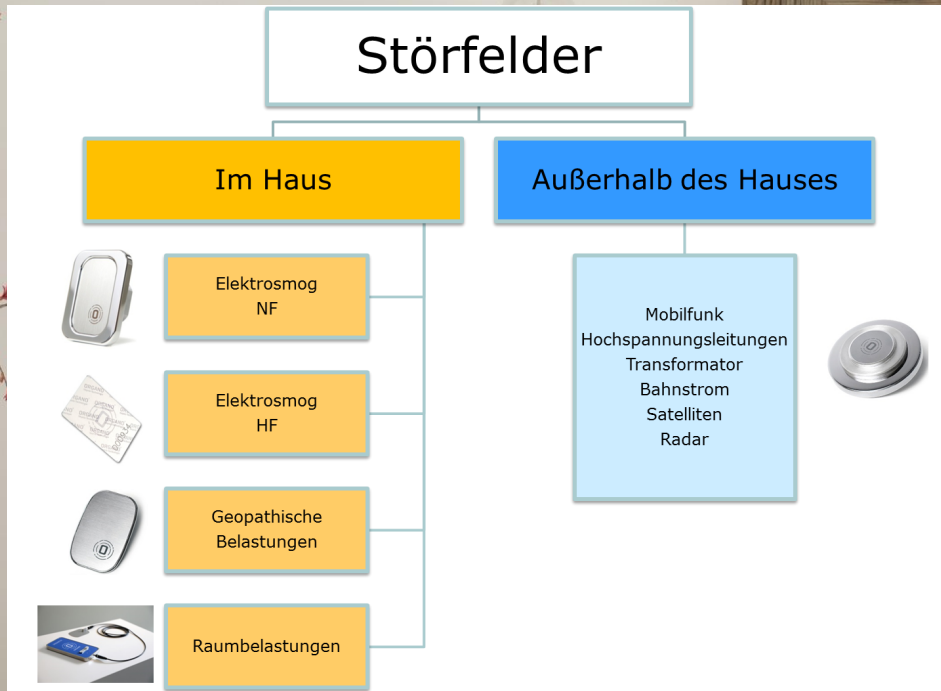 Störfelder
Im Haus
Außerhalb des Hauses
Elektrosmog
NF
Elektrosmog
HF
Geopathische
Belastungen
Raumbelastungen
Mobilfunk
Hochspannungsleitungen
Transformator
Bahnstrom
Satelliten
Radar